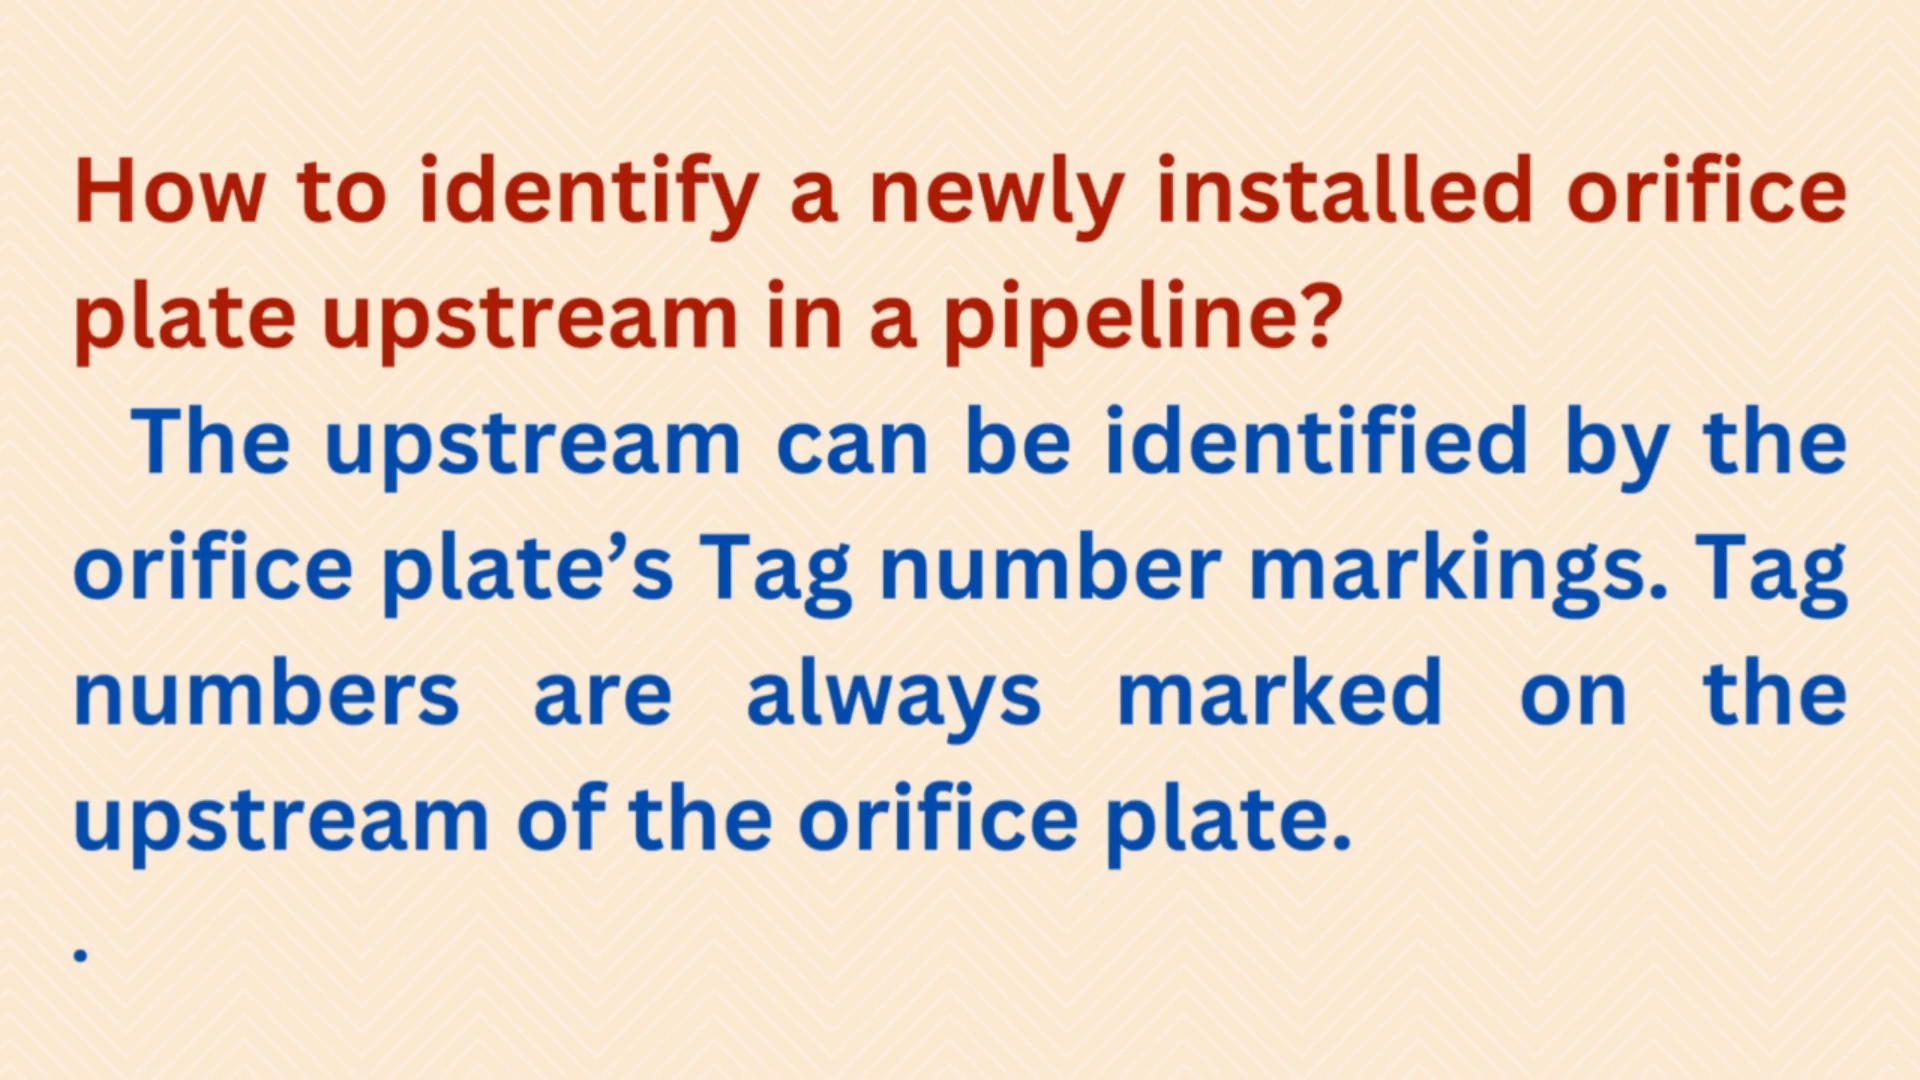 How to identify a newly installed orifice
plate upstream in a pipeline?
The upstream can be identified by the
orifice plate’s Tag number markings. Tag
numbers are always marked on the
upstream of the orifice plate.
.